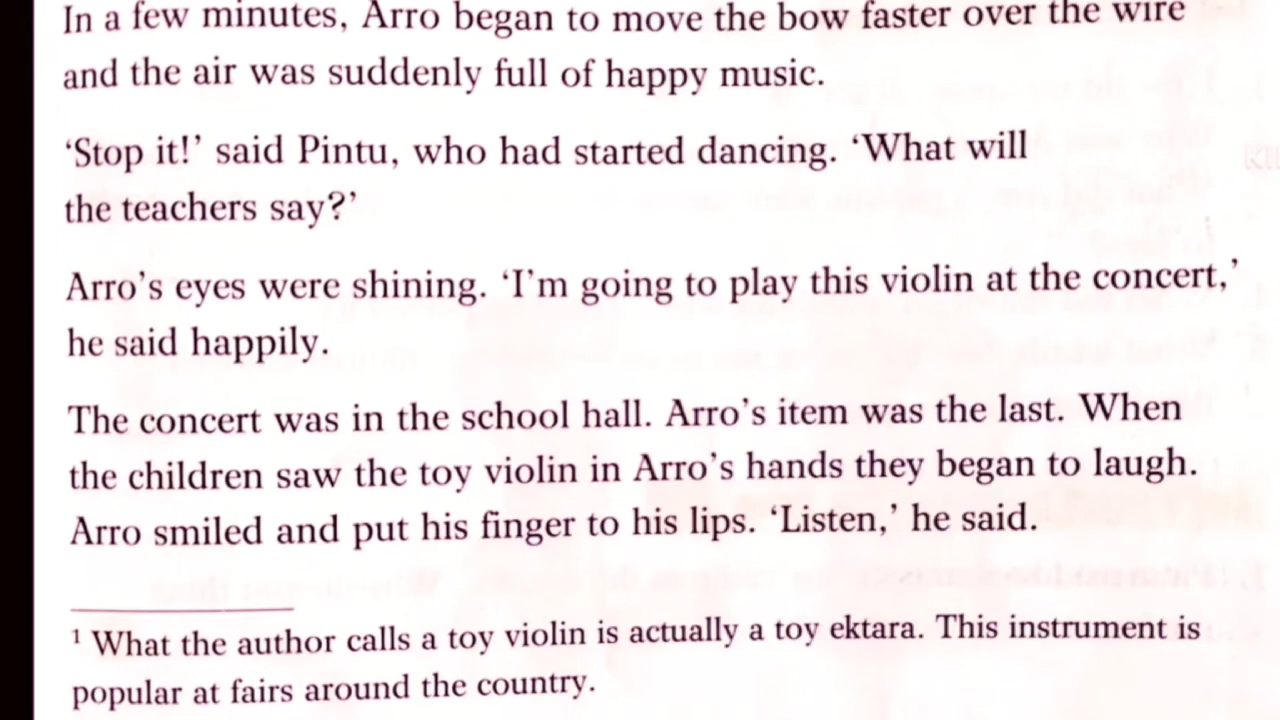 In a few minutes, Arro began to move the bow faster over the wire
and the air was suddenly full of happy music.
‘Stop it!’ said Pintu, who had started dancing. ‘What will
the teachers say?’
Arro’s eyes were shining. ‘I’m going to play this violin at the concert,’
he said happily.
The concert was in the school hall. Arro’s item was the last. When
the children saw the toy violin in Arro’s hands they began to laugh.
Arro smiled and put his finger to his lips. ‘Listen,’ he said.
¹ What the author calls a toy violin is actually a toy ektara. This instrument is
popular at fairs around the country.